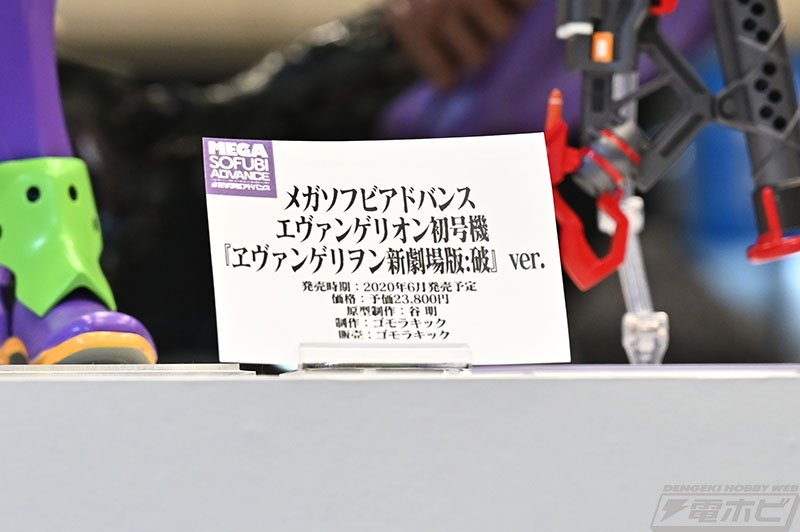 MEGA
SOFUBI
ADVANCE
メガソフビアドバンス
エヴァンゲリオン初号機
『ヱヴァンゲリヲン新劇場版:破』ver.
発売時期：2020年6月発売予定
価格：予価23,800円
原型制作：谷 明
制作：ゴモラキック
販売：ゴモラキック
DENGEKI HOBBY WEB
電ホビ